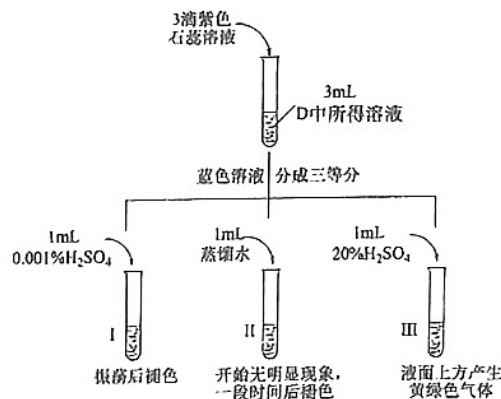 3滴紫色
石蕊溶液
3mL
D中所得溶液
蓝色溶液 分成三等分
1mL
0.001%H₂SO₄
1mL
蒸馏水
1mL
20%H₂SO₄
I
II
III
振荡后褪色
开始无明显现象，
一段时间后褪色
液面上方产生
黄绿色气体